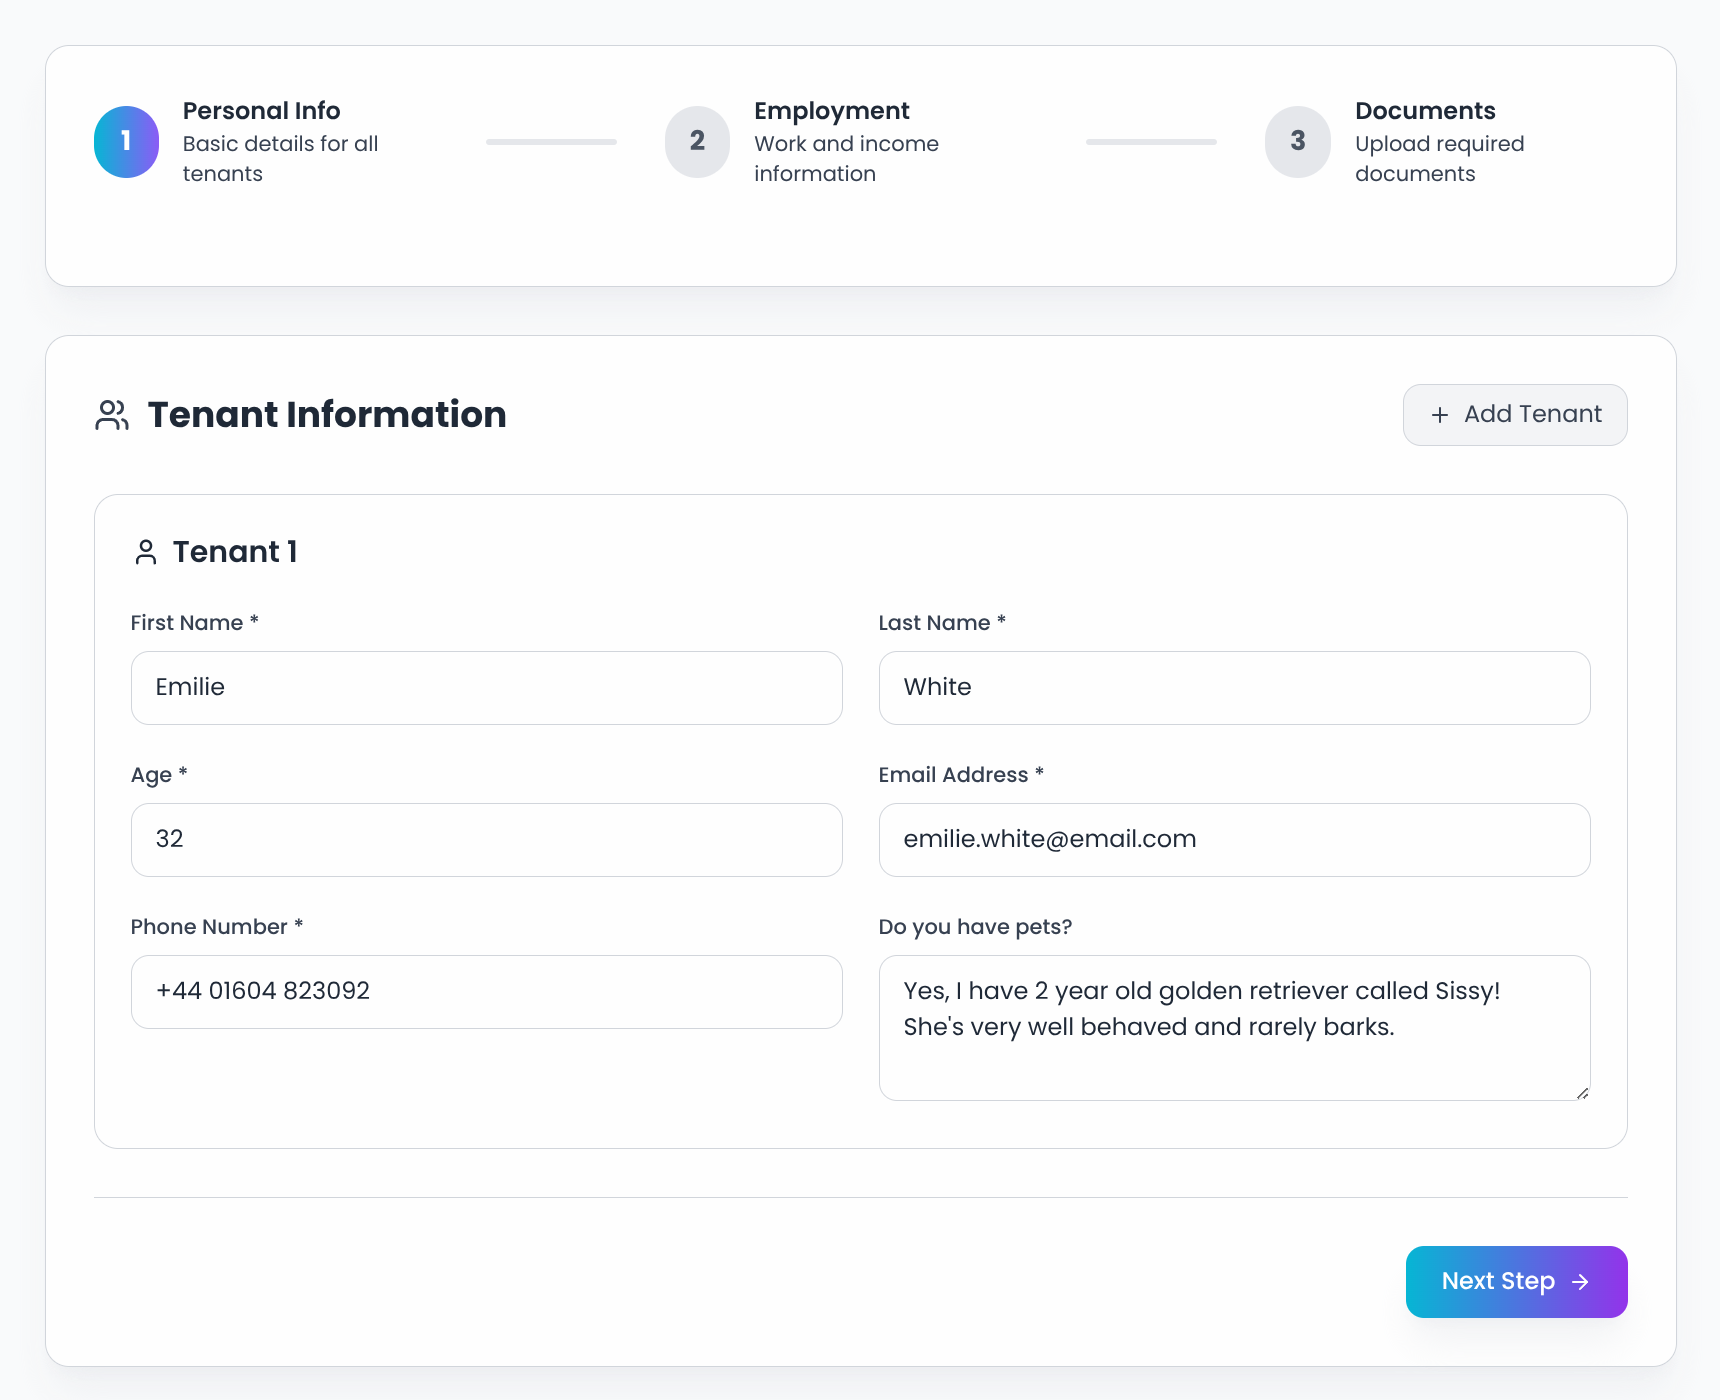 1
Personal Info
Basic details for all
tenants
2
Employment
Work and income
information
3
Documents
Upload required
documents
Tenant Information
+ Add Tenant
Tenant 1
First Name *
Emilie
Last Name *
White
Age *
32
Email Address *
emilie.white@email.com
Phone Number *
+44 01604 823092
Do you have pets?
Yes, I have 2 year old golden retriever called Sissy!
She's very well behaved and rarely barks.
Next Step →